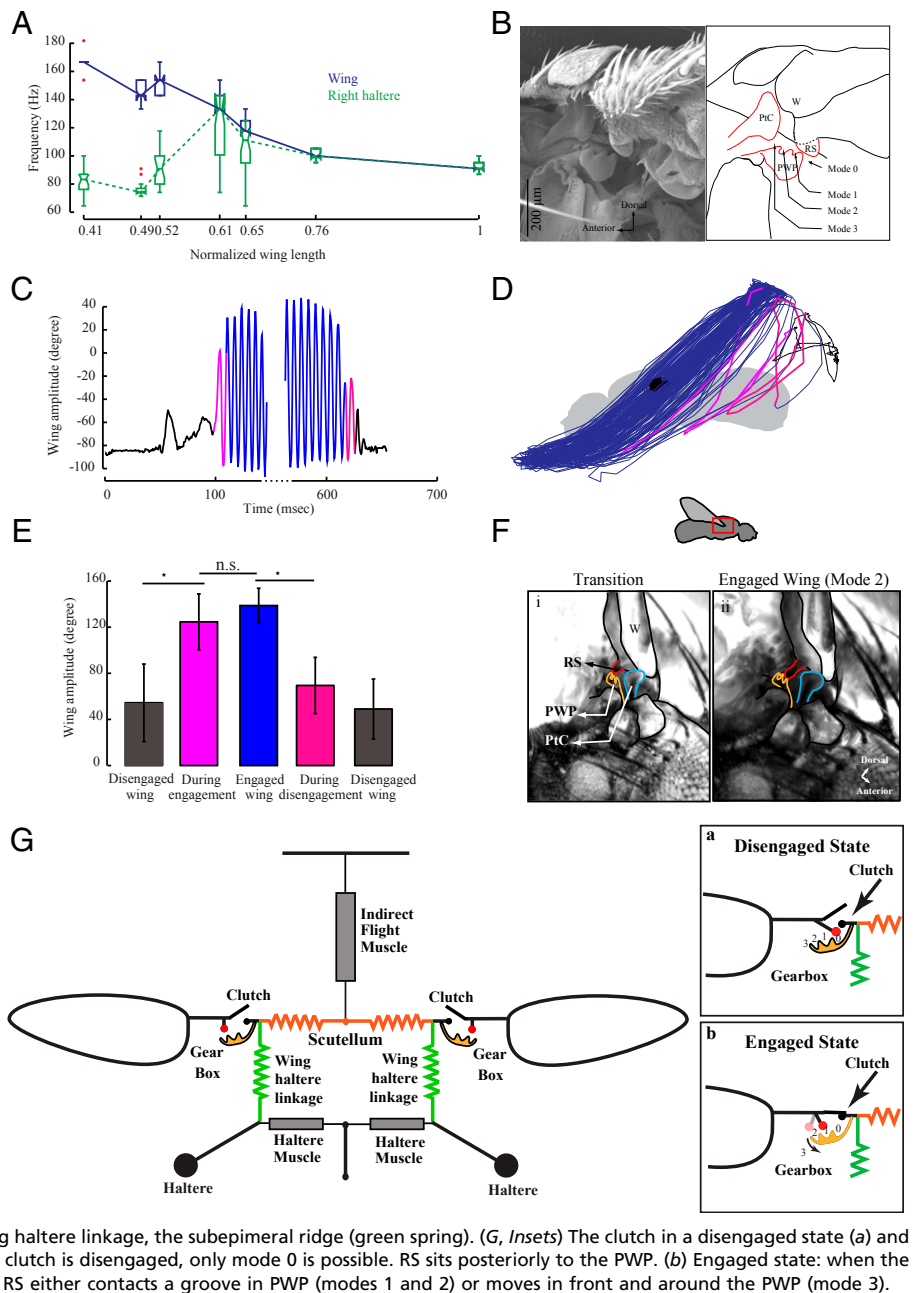 A
Frequency (Hz)
180
160
140
120
100
80
60
Wing
Right haltere
0.41
0.49
0.52
0.61
0.65
0.76
1
Normalized wing length
B
200 µm
Dorsal
Anterior
PtC
W
RS
PWP
Mode 0
Mode 1
Mode 2
Mode 3
C
Wing amplitude (degree)
40
20
0
-20
-40
-60
-80
-100
0
100
600
700
Time (msec)
D
E
Wing amplitude (degree)
160
120
80
40
0
*
n.s.
*
Disengaged wing
During engagement
Engaged wing
During disengagement
Disengaged wing
F
Transition
Engaged Wing (Mode 2)
i
W
RS
PWP
PtC
ii
Dorsal
Anterior
G
Indirect
Flight
Muscle
Clutch
Clutch
Scutellum
Gear
Box
Gear
Box
Wing
haltere
linkage
Wing
haltere
linkage
Haltere
Muscle
Haltere
Muscle
Haltere
Haltere
a
Disengaged State
Clutch
3 2 1 0
Gearbox
b
Engaged State
Clutch
3 2 1 0
Gearbox
g haltere linkage, the subepimeral ridge (green spring). (G, Insets) The clutch in a disengaged state (a) and
clutch is disengaged, only mode 0 is possible. RS sits posteriorly to the PWP. (b) Engaged state: when the
RS either contacts a groove in PWP (modes 1 and 2) or moves in front and around the PWP (mode 3).